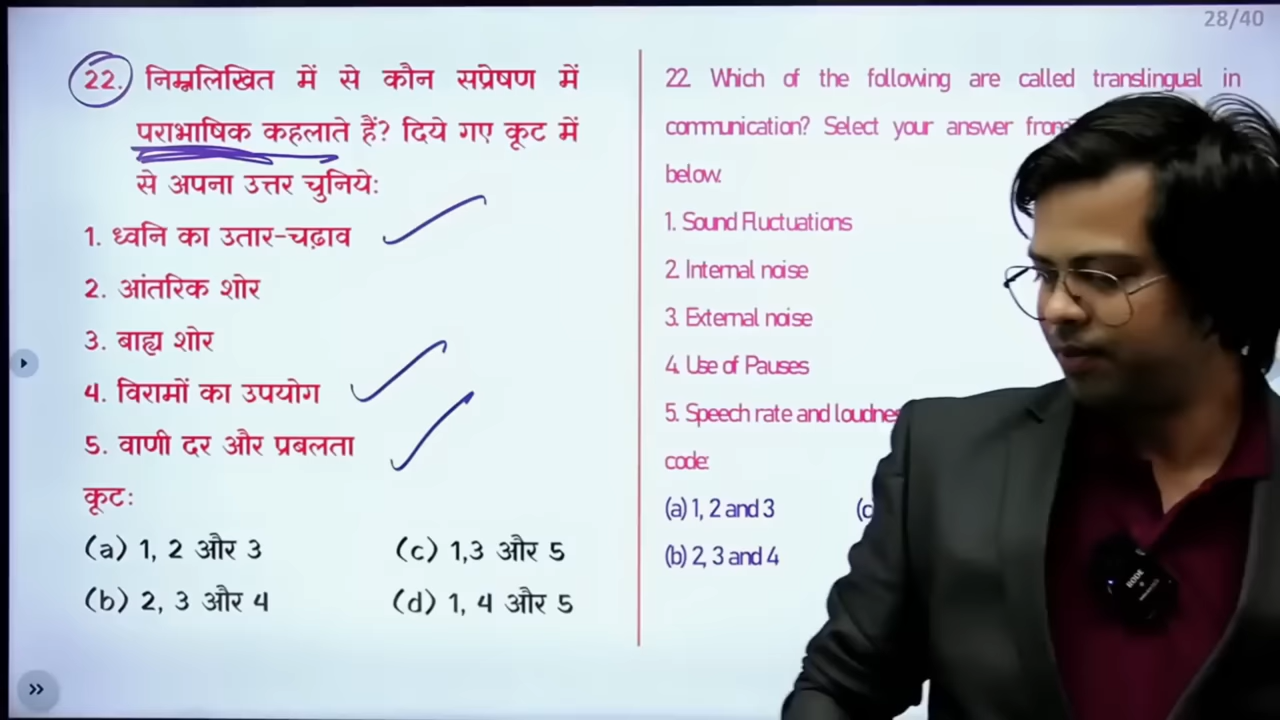 28/40
22. निम्नलिखित में से कौन सप्रेषण में
पराभाषिक कहलाते हैं? दिये गए कूट में
से अपना उत्तर चुनिये:
1. ध्वनि का उतार-चढ़ाव
2. आंतरिक शोर
3. बाह्य शोर
4. विरामों का उपयोग
5. वाणी दर और प्रबलता
कूट:
(a) 1, 2 और 3
(c) 1,3 और 5
(b) 2, 3 और 4
(d) 1, 4 और 5
22. Which of the following are called translingual in
communication? Select your answer from
below.
1. Sound Fluctuations
2. Internal noise
3. External noise
4. Use of Pauses
5. Speech rate and
code:
(a) 1, 2 and 3
(b) 2, 3 and 4
RODE